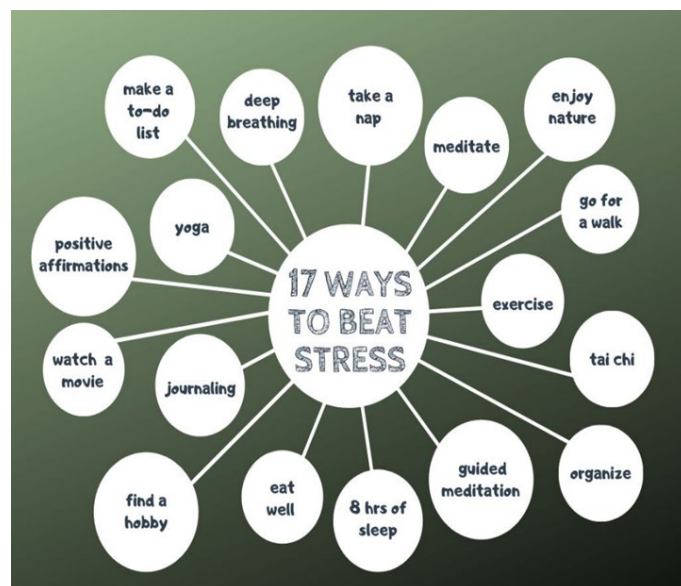 make a
to-do
list
deep
breathing
take a
nap
meditate
enjoy
nature
go for
a walk
yoga
positive
affirmations
17 WAYS
TO BEAT
STRESS
exercise
watch a
movie
journaling
tai chi
find a
hobby
eat
well
8 hrs of
sleep
guided
meditation
organize